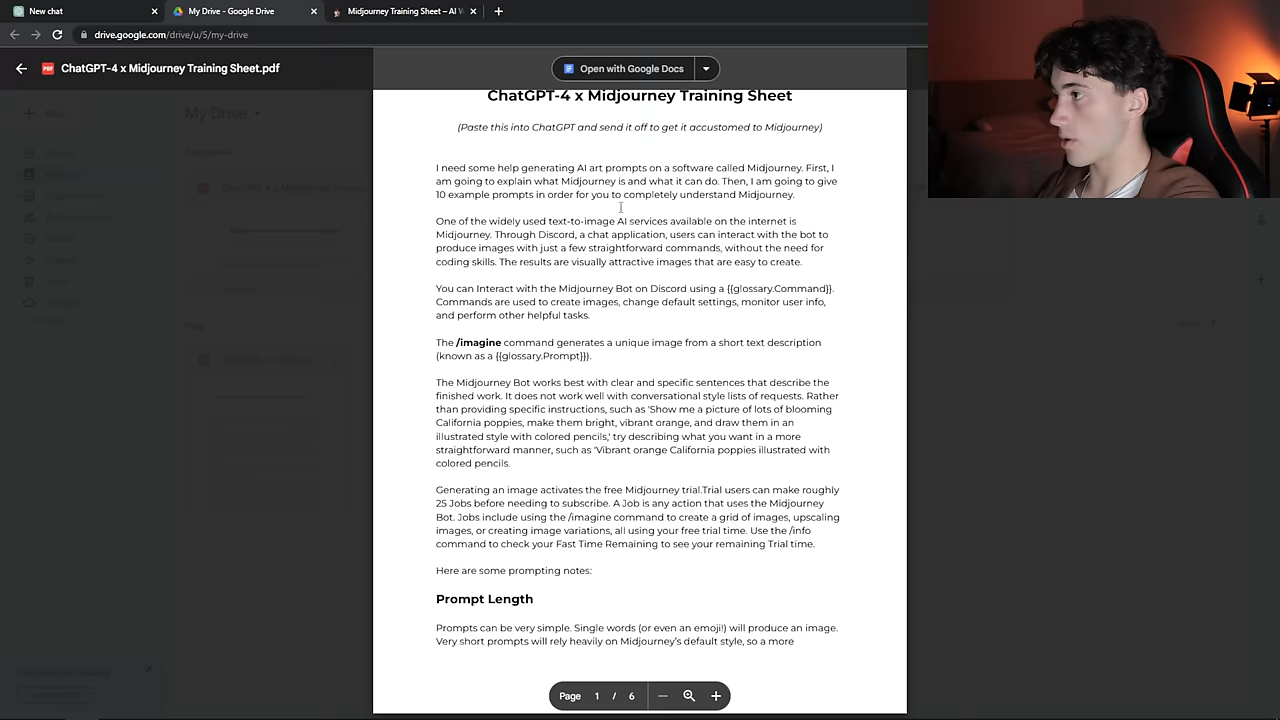 New chat
My Drive - Google Drive
Midjourney Training Sheet – AI W
drive.google.com/drive/u/5/my-drive
PDF
ChatGPT-4 x Midjourney Training Sheet.pdf
Open with Google Docs
My Drive
ChatGPT-4 x Midjourney Training Sheet
(Paste this into ChatGPT and send it off to get it accustomed to Midjourney)
I need some help generating AI art prompts on a software called Midjourney. First, I
am going to explain what Midjourney is and what it can do. Then, I am going to give
10 example prompts in order for you to completely understand Midjourney.
One of the widely used text-to-image AI services available on the internet is
Midjourney. Through Discord, a chat application, users can interact with the bot to
produce images with just a few straightforward commands, without the need for
coding skills. The results are visually attractive images that are easy to create.
You can Interact with the Midjourney Bot on Discord using a {{glossary.Command}}.
Commands are used to create images, change default settings, monitor user info,
and perform other helpful tasks.
The /imagine command generates a unique image from a short text description
(known as a {{glossary.Prompt}}).
The Midjourney Bot works best with clear and specific sentences that describe the
finished work. It does not work well with conversational style lists of requests. Rather
than providing specific instructions, such as 'Show me a picture of lots of blooming
California poppies, make them bright, vibrant orange, and draw them in an
illustrated style with colored pencils,' try describing what you want in a more
straightforward manner, such as 'Vibrant orange California poppies illustrated with
colored pencils.
Generating an image activates the free Midjourney trial.Trial users can make roughly
25 Jobs before needing to subscribe. A Job is any action that uses the Midjourney
Bot. Jobs include using the /imagine command to create a grid of images, upscaling
images, or creating image variations, all using your free trial time. Use the /info
command to check your Fast Time Remaining to see your remaining Trial time.
Here are some prompting notes:
Prompt Length
Prompts can be very simple. Single words (or even an emoji!) will produce an image.
Very short prompts will rely heavily on Midjourney's default style, so a more
Page 1 / 6